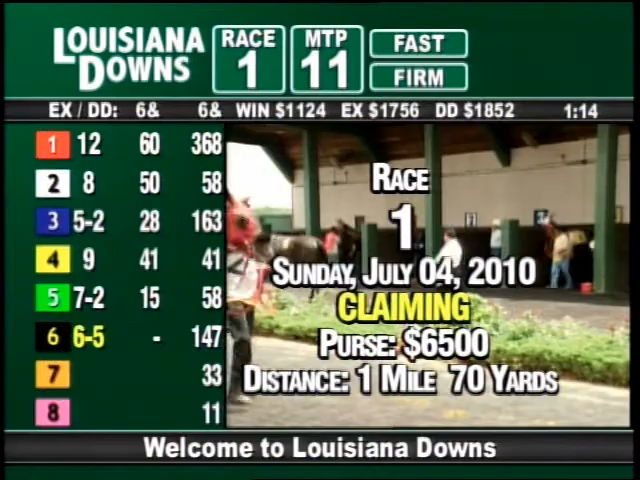 LOUISIANA DOWNS
RACE 1
MTP 11
FAST
FIRM
EX / DD: 6& 6& WIN $1124 EX $1756 DD $1852 1:14
1 12 60 368
2 8 50 58
3 5-2 28 163
4 9 41 41
5 7-2 15 58
6 6-5 - 147
7 33
8 11
RACE
1
SUNDAY, JULY 04, 2010
CLAIMING
PURSE: $6500
DISTANCE: 1 MILE 70 YARDS
Welcome to Louisiana Downs